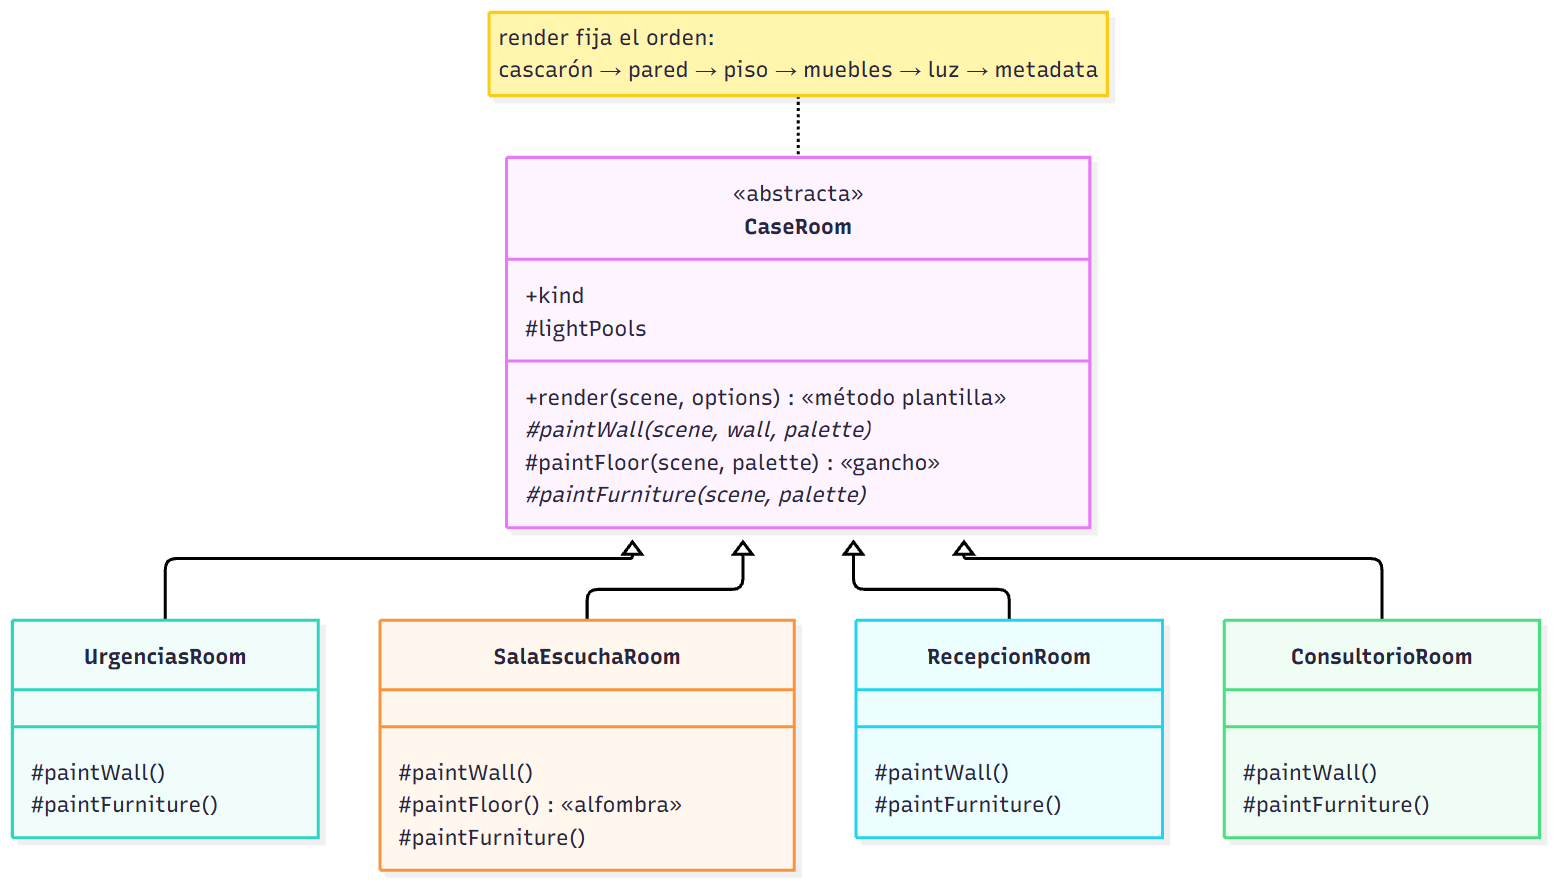 render fija el orden:
cascarón → pared → piso → muebles → luz → metadata
«abstracta»
CaseRoom
+kind
#lightPools
+render(scene, options) : «método plantilla»
#paintWall(scene, wall, palette)
#paintFloor(scene, palette) : «gancho»
#paintFurniture(scene, palette)
UrgenciasRoom
#paintWall()
#paintFurniture()
SalaEscuchaRoom
#paintWall()
#paintFloor() : «alfombra»
#paintFurniture()
RecepcionRoom
#paintWall()
#paintFurniture()
ConsultorioRoom
#paintWall()
#paintFurniture()